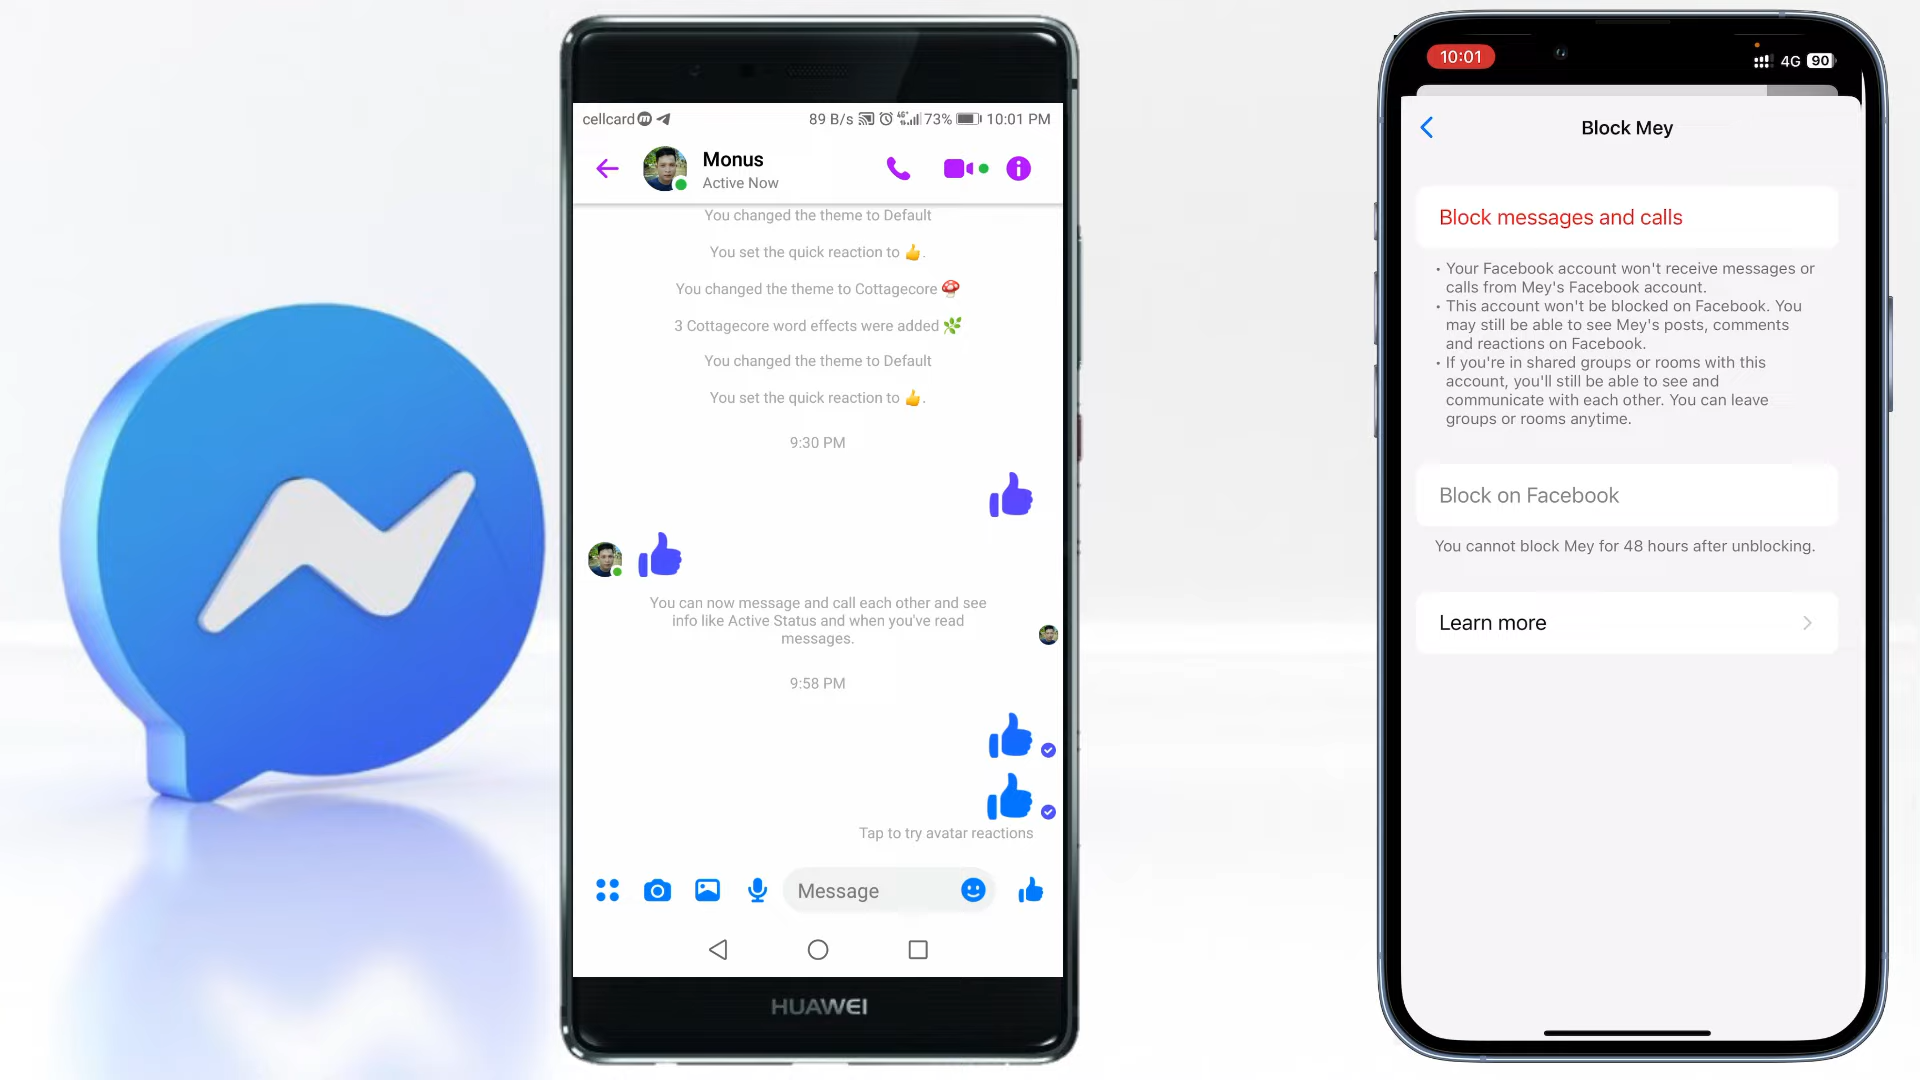 cellcard
89 B/s
73%
10:01 PM
Monus
Active Now
You changed the theme to Default
You set the quick reaction to 👍.
You changed the theme to Cottagecore 🍄
3 Cottagecore word effects were added 🌿
You changed the theme to Default
You set the quick reaction to 👍.
9:30 PM
You can now message and call each other and see
info like Active Status and when you've read
messages.
9:58 PM
Tap to try avatar reactions
Message
HUAWEI
10:01
4G
90
Block Mey
Block messages and calls
• Your Facebook account won't receive messages or
calls from Mey's Facebook account.
• This account won't be blocked on Facebook. You
may still be able to see Mey's posts, comments
and reactions on Facebook.
• If you're in shared groups or rooms with this
account, you'll still be able to see and
communicate with each other. You can leave
groups or rooms anytime.
Block on Facebook
You cannot block Mey for 48 hours after unblocking.
Learn more